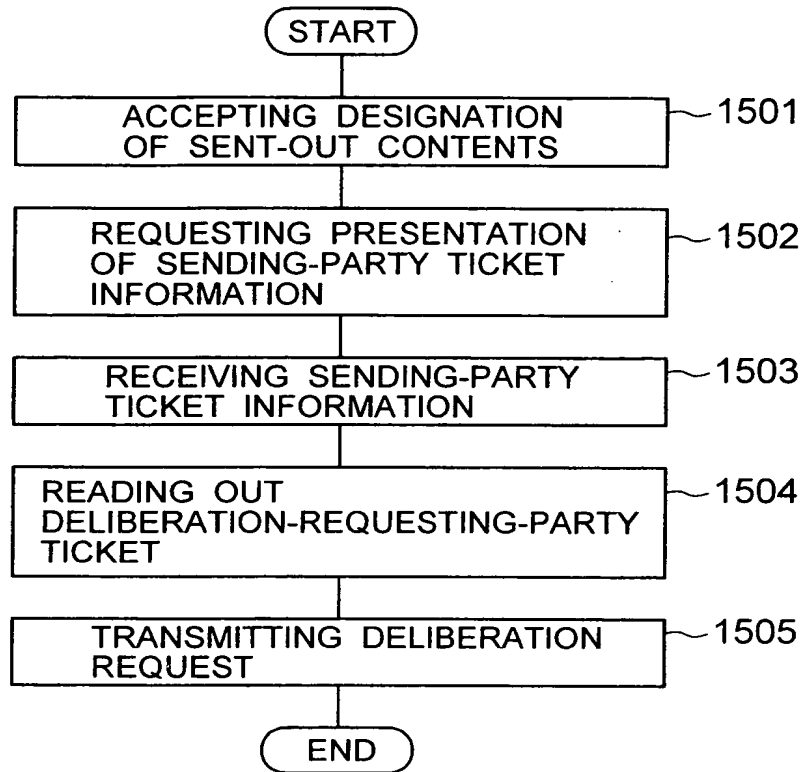 START
ACCEPTING DESIGNATION
OF SENT-OUT CONTENTS
1501
REQUESTING PRESENTATION
OF SENDING-PARTY TICKET
INFORMATION
1502
RECEIVING SENDING-PARTY
TICKET INFORMATION
1503
READING OUT
DELIBERATION-REQUESTING-PARTY
TICKET
1504
TRANSMITTING DELIBERATION
REQUEST
1505
END